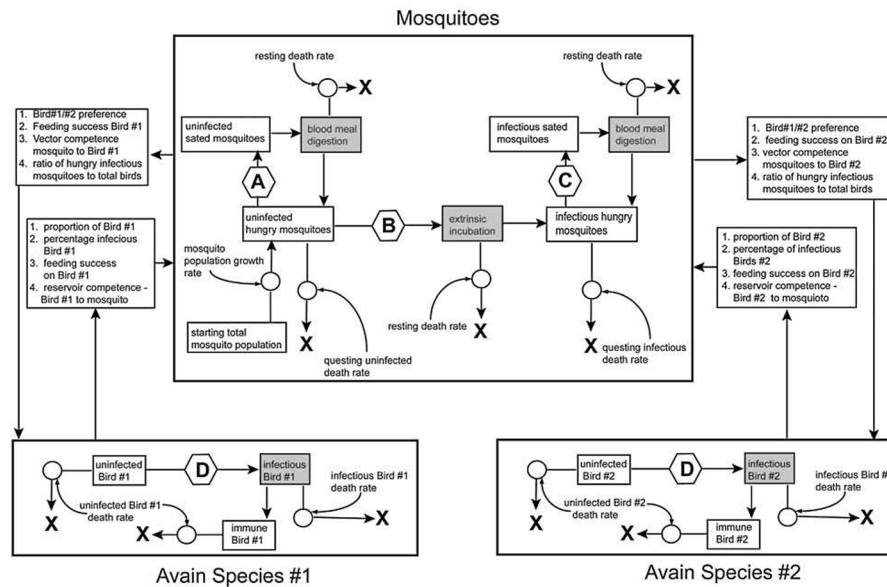 Mosquitoes
resting death rate
X
resting death rate
X
1. Bird#1/#2 preference
2. Feeding success Bird #1
3. Vector competence
mosquito to Bird #1
4. ratio of hungry infectious
mosquitoes to total birds
uninfected
sated mosquitoes
blood meal
digestion
infectious sated
mosquitoes
blood meal
digestion
1. Bird#1/#2 preference
2. feeding success on Bird #2
3. vector competence
mosquitoes to Bird #2
4. ratio of hungry infectious
mosquitoes to total birds
A
C
uninfected
hungry mosquitoes
B
extrinsic
incubation
infectious hungry
mosquitoes
1. proportion of Bird #1
2. percentage infecious
Bird #1
3. feeding success
on Bird #1
4. reservoir competence -
Bird #1 to mosquito
mosquito
population growth
rate
1. proportion of Bird #2
2. percentage of infectious
Birds #2
3. feeding success on Bird #2
4. reservoir competence -
Bird #2 to mosquioto
starting total
mosquito population
X
questing uninfected
death rate
resting death rate
X
X
questing infectious
death rate
uninfected
Bird #1
D
infectious
Bird #1
infectious Bird #1
death rate
X
uninfected Bird #1
death rate
X
immune
Bird #1
X
Avain Species #1
uninfected
Bird #2
D
infectious
Bird #2
infectious Bird #
death rate
X
uninfected Bird #2
death rate
X
immune
Bird #2
X
Avain Species #2